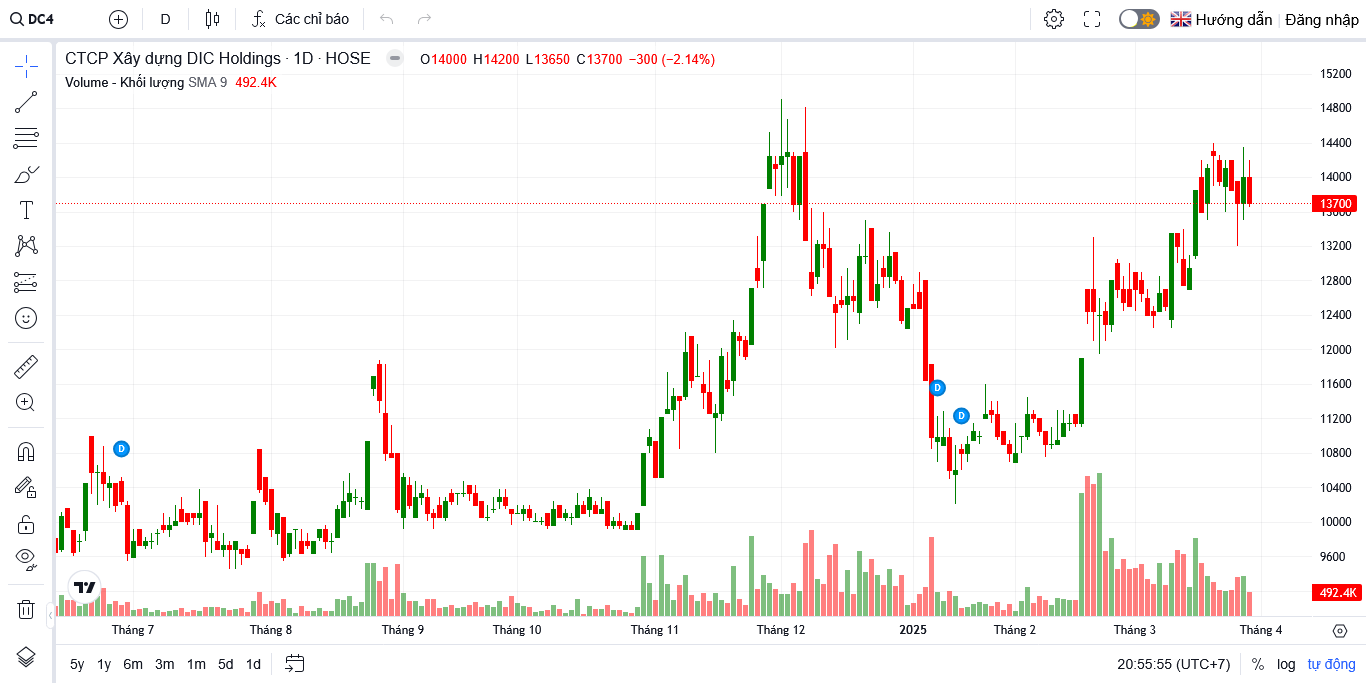 DC4 D Các chỉ báo Hướng dẫn Đăng nhập
CTCP Xây dựng DIC Holdings · 1D · HOSE O14000 H14200 L13650 C13700 −300 (−2.14%)
Volume - Khối lượng SMA 9 492.4K
15200
14800
14400
14000
13700
13600
13200
12800
12400
12000
11600
D
D
11200
10800
D
10400
10000
9600
492.4K
Tháng 7 Tháng 8 Tháng 9 Tháng 10 Tháng 11 Tháng 12 2025 Tháng 2 Tháng 3 Tháng 4
5y 1y 6m 3m 1m 5d 1d 20:55:55 (UTC+7) % log tự động